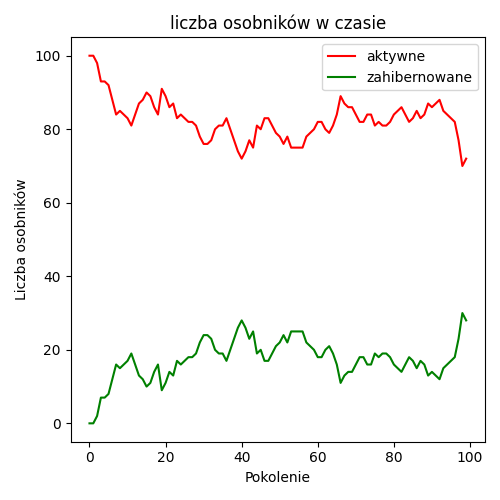 liczba osobników w czasie
aktywne
zahibernowane
Liczba osobników
100
80
60
40
20
0
0 20 40 60 80 100
Pokolenie